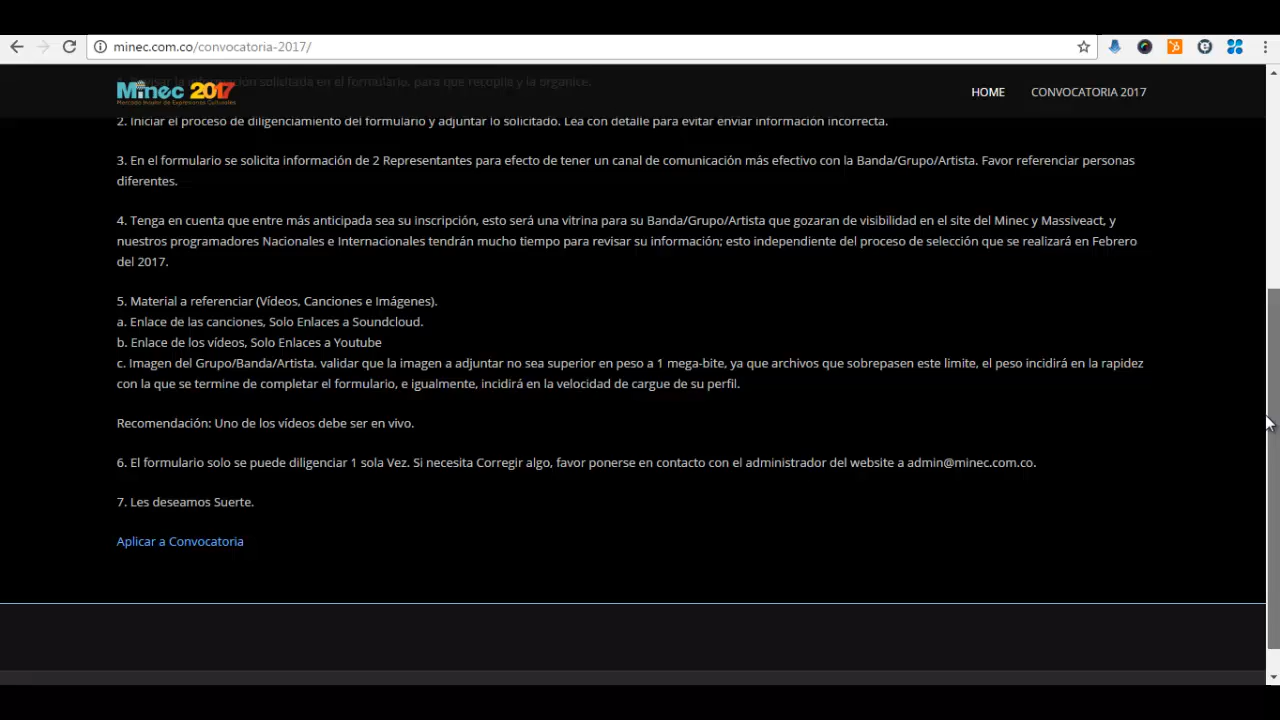 minec.com.co/convocatoria-2017/
información solicitada en el formulario, para que recopile y la organice.
Minec 2017
HOME
CONVOCATORIA 2017
2. Iniciar el proceso de diligenciamiento del formulario y adjuntar lo solicitado. Lea con detalle para evitar enviar información incorrecta.
3. En el formulario se solicita información de 2 Representantes para efecto de tener un canal de comunicación más efectivo con la Banda/Grupo/Artista. Favor referenciar personas
diferentes.
4. Tenga en cuenta que entre más anticipada sea su inscripción, esto será una vitrina para su Banda/Grupo/Artista que gozaran de visibilidad en el site del Minec y Massiveact, y
nuestros programadores Nacionales e Internacionales tendrán mucho tiempo para revisar su información; esto independiente del proceso de selección que se realizará en Febrero
del 2017.
5. Material a referenciar (Vídeos, Canciones e Imágenes).
a. Enlace de las canciones, Solo Enlaces a Soundcloud.
b. Enlace de los vídeos, Solo Enlaces a Youtube
c. Imagen del Grupo/Banda/Artista. validar que la imagen a adjuntar no sea superior en peso a 1 mega-bite, ya que archivos que sobrepasen este limite, el peso incidirá en la rapidez
con la que se termine de completar el formulario, e igualmente, incidirá en la velocidad de cargue de su perfil.
Recomendación: Uno de los vídeos debe ser en vivo.
6. El formulario solo se puede diligenciar 1 sola Vez. Si necesita Corregir algo, favor ponerse en contacto con el administrador del website a admin@minec.com.co.
7. Les deseamos Suerte.
Aplicar a Convocatoria